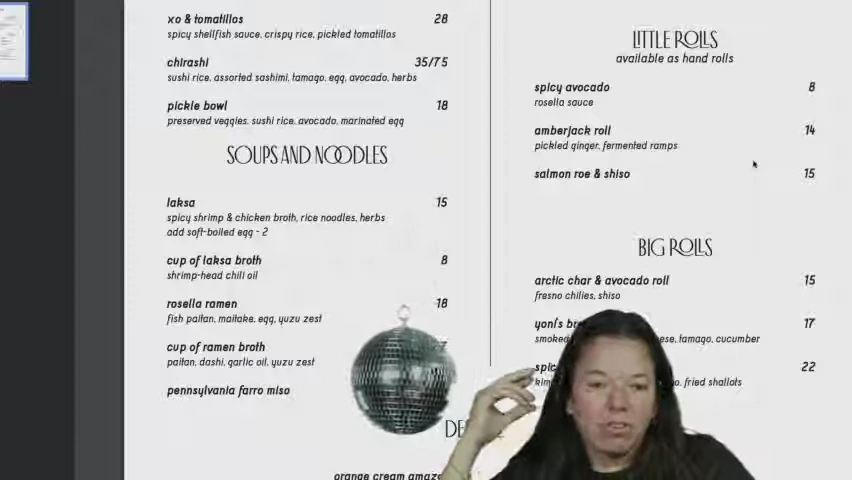 xo & tomatillos 28
spicy shellfish sauce, crispy rice, pickled tomatillos
chirashi 35/75
sushi rice, assorted sashimi, tamago, egg, avocado, herbs
pickle bowl 18
preserved veggies, sushi rice, avocado, marinated egg
SOUPS AND NOODLES
laksa 15
spicy shrimp & chicken broth, rice noodles, herbs
add soft-boiled egg - 2
cup of laksa broth 8
shrimp-head chili oil
rosella ramen 18
fish paitan, maitake, egg, yuzu zest
cup of ramen broth
paitan, dashi, garlic oil, yuzu zest
pennsylvania farro miso
LITTLE ROLLS
available as hand rolls
spicy avocado 8
rosella sauce
amberjack roll 14
pickled ginger, fermented ramps
salmon roe & shiso 15
BIG ROLLS
arctic char & avocado roll 15
fresno chilies, shiso
yoni's 17
smoked tamago, cucumber
22
fried shallots
orange cream